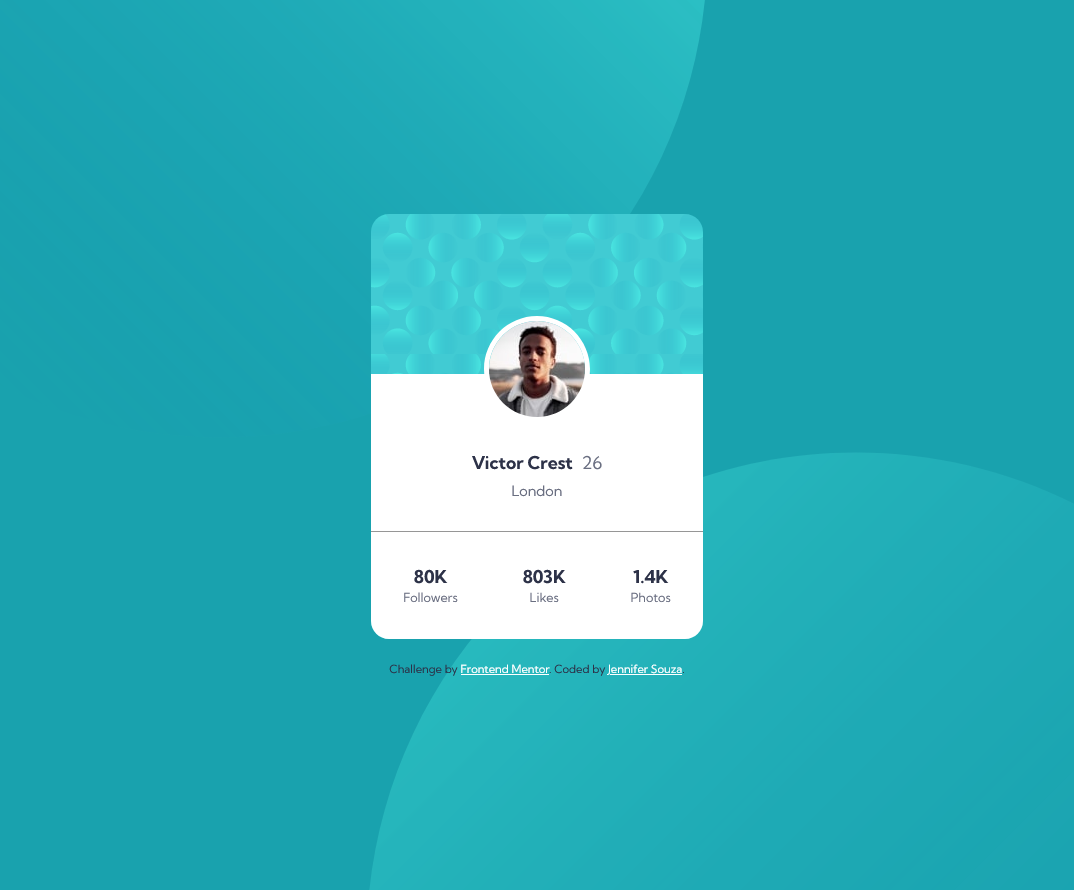 Victor Crest 26
London
80K 803K 1.4K
Followers Likes Photos
Challenge by Frontend Mentor. Coded by Jennifer Souza